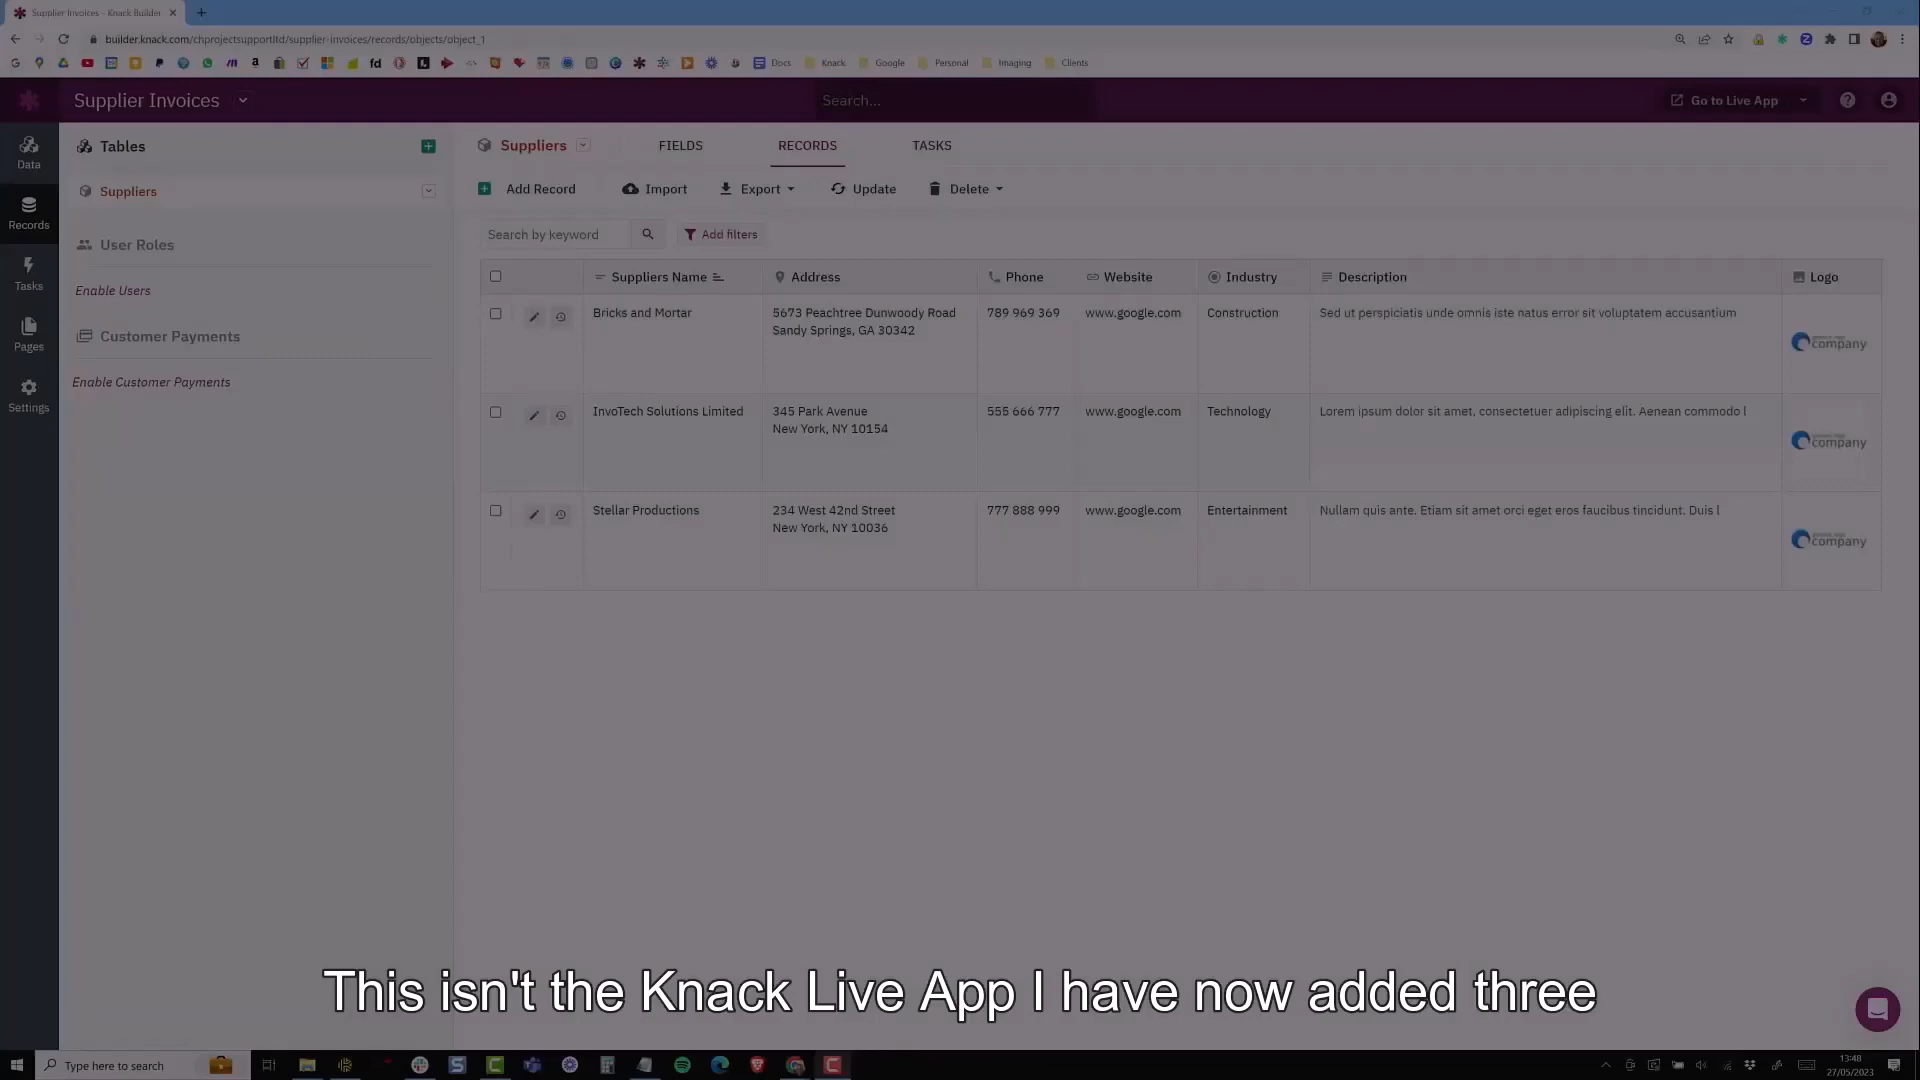 Supplier Invoices - Knack Builder
builder.knack.com/chprojectsupportltd/supplier-invoices/records/objects/object_1
fd
Docs
Knack
Google
Personal
Imaging
Clients
Supplier Invoices
Search...
Go to Live App
Data
Records
Tasks
Pages
Settings
Tables
Suppliers
User Roles
Enable Users
Customer Payments
Enable Customer Payments
Suppliers
FIELDS
RECORDS
TASKS
Add Record
Import
Export
Update
Delete
Search by keyword
Add filters
Suppliers Name
Address
Phone
Website
Industry
Description
Logo
Bricks and Mortar
5673 Peachtree Dunwoody Road
Sandy Springs, GA 30342
789 969 369
www.google.com
Construction
Sed ut perspiciatis unde omnis iste natus error sit voluptatem accusantium
company
InvoTech Solutions Limited
345 Park Avenue
New York, NY 10154
555 666 777
www.google.com
Technology
Lorem ipsum dolor sit amet, consectetuer adipiscing elit. Aenean commodo l
company
Stellar Productions
234 West 42nd Street
New York, NY 10036
777 888 999
www.google.com
Entertainment
Nullam quis ante. Etiam sit amet orci eget eros faucibus tincidunt. Duis l
company
This isn't the Knack Live App I have now added three
Type here to search
13:48
27/05/2023